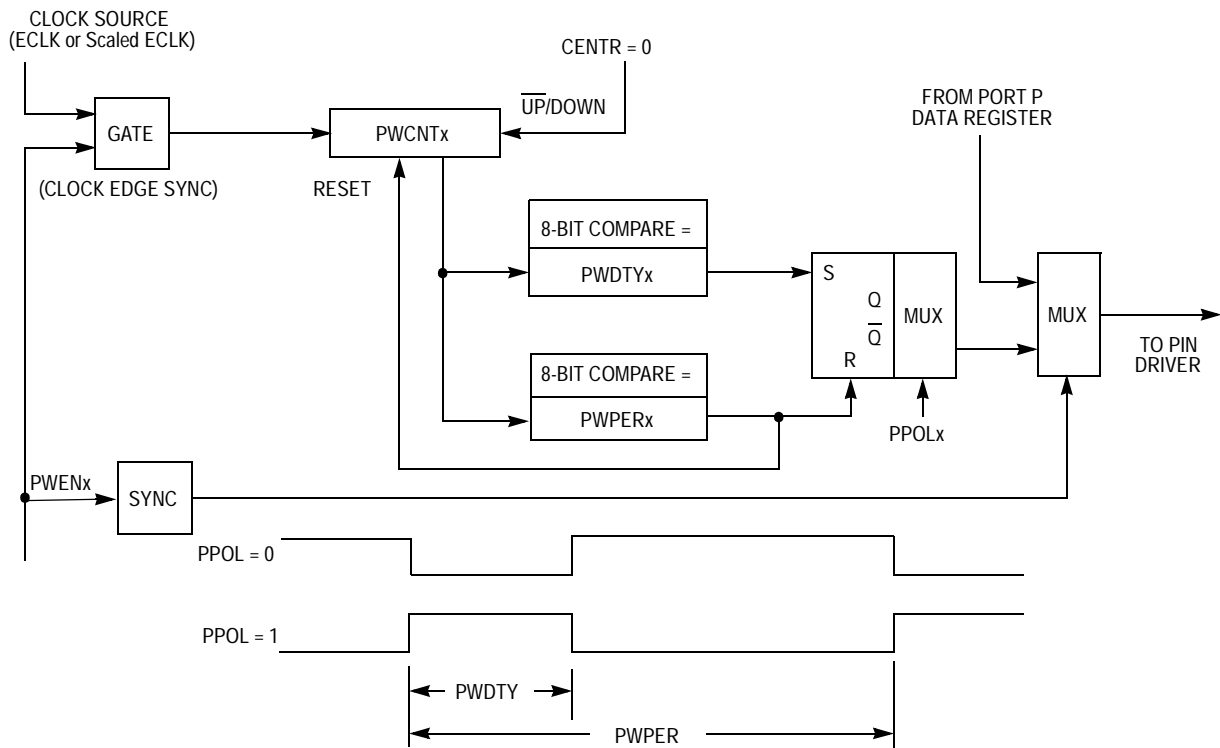 CLOCK SOURCE
(ECLK or Scaled ECLK)
CENTR = 0
UP/DOWN
FROM PORT P
DATA REGISTER
GATE
PWCNTx
(CLOCK EDGE SYNC)
RESET
8-BIT COMPARE =
PWDTYx
S
Q
Q
R
MUX
MUX
TO PIN
DRIVER
8-BIT COMPARE =
PWPERx
PPOLx
PWENx
SYNC
PPOL = 0
PPOL = 1
PWDTY
PWPER